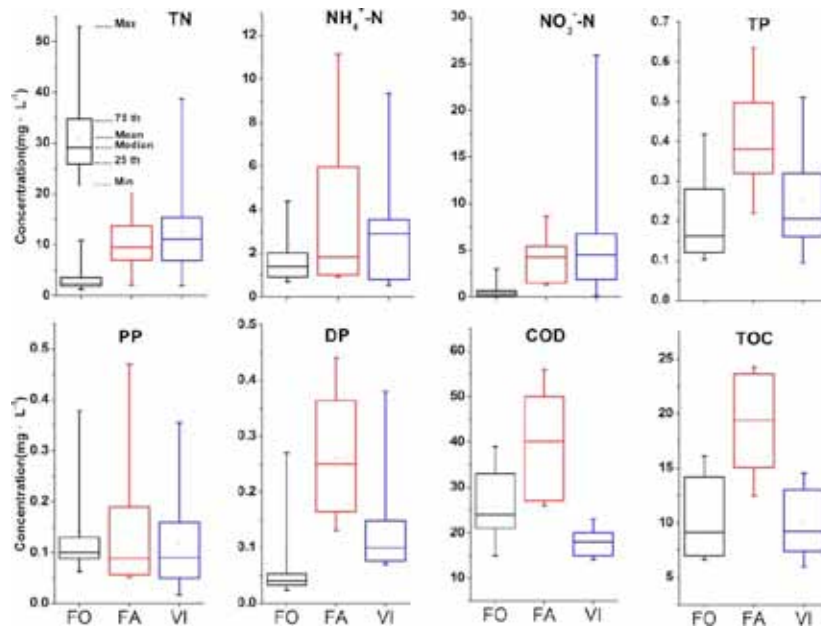 TN
NH₄⁺-N
NO₃⁻-N
TP
Concentration(mg · L⁻¹)
50
40
30
20
10
0
Max
75 th
Mean
Median
25 th
Min
12
10
8
6
4
2
0
30
25
20
15
10
5
0
0.7
0.6
0.5
0.4
0.3
0.2
0.1
0.0
PP
DP
COD
TOC
Concentration(mg · L⁻¹)
0.5
0.4
0.3
0.2
0.1
0.0
0.5
0.4
0.3
0.2
0.1
0.0
60
50
40
30
20
10
25
20
15
10
5
FO FA VI
FO FA VI
FO FA VI
FO FA VI